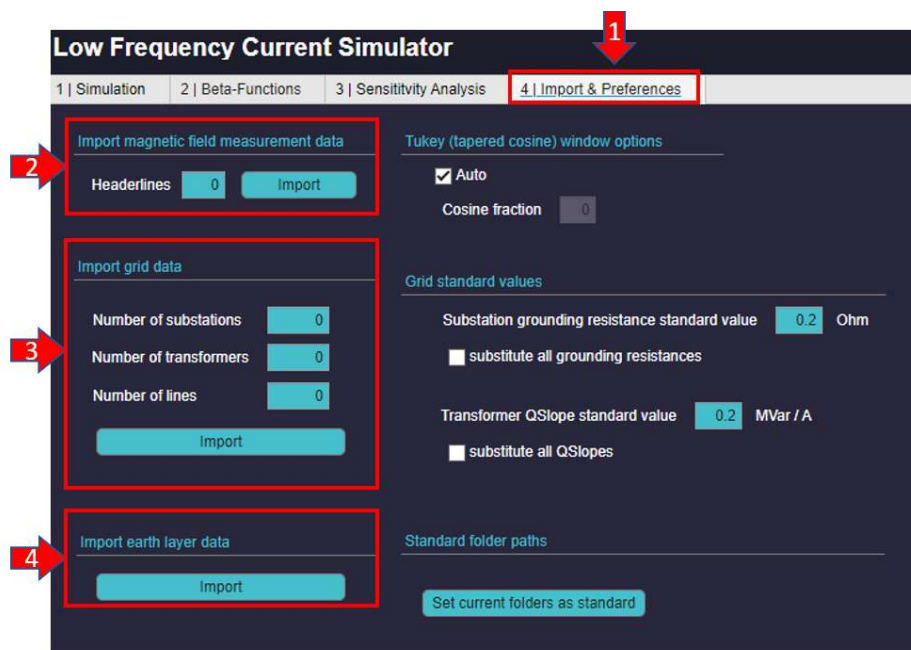 1
Low Frequency Current Simulator
1 | Simulation 2 | Beta-Functions 3 | Sensititvity Analysis 4 | Import & Preferences
2
Import magnetic field measurement data
Headerlines 0 Import
Tukey (tapered cosine) window options
Auto
Cosine fraction 0
3
Import grid data
Number of substations 0
Number of transformers 0
Number of lines 0
Import
Grid standard values
Substation grounding resistance standard value 0.2 Ohm
substitute all grounding resistances
Transformer QSlope standard value 0.2 MVar / A
substitute all QSlopes
4
Import earth layer data
Import
Standard folder paths
Set current folders as standard